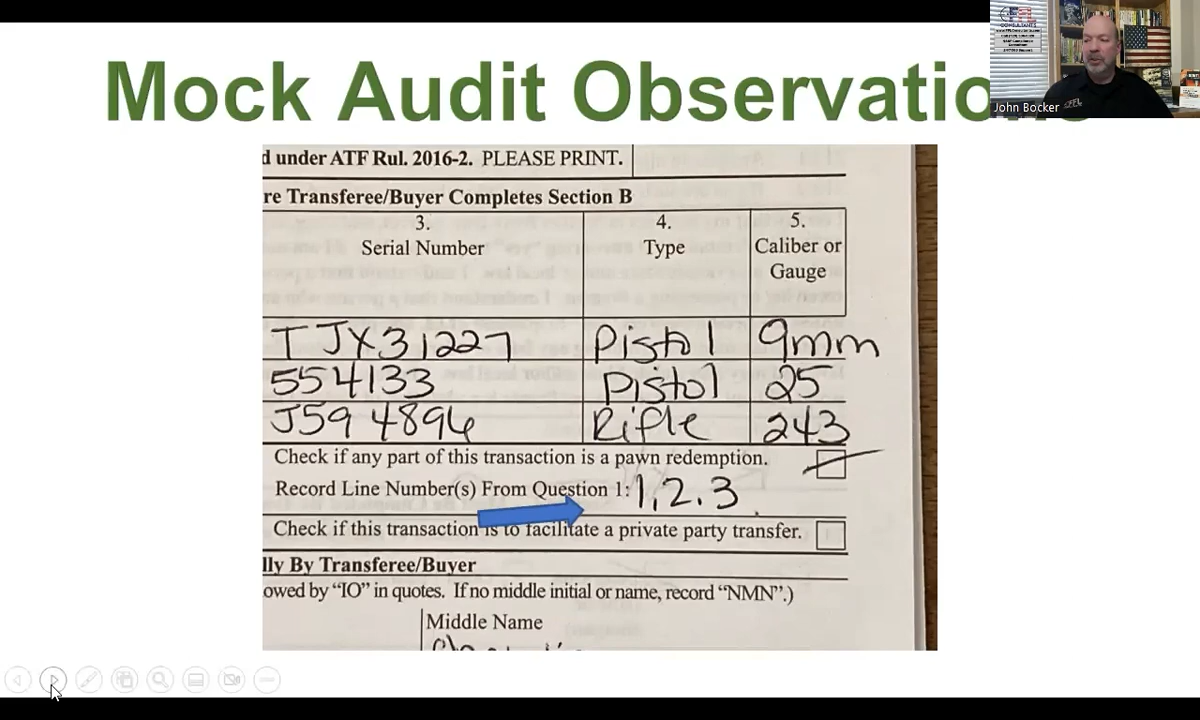 Mock Audit Observation
John Bocker
d under ATF Rul. 2016-2. PLEASE PRINT.
re Transferee/Buyer Completes Section B
3.
Serial Number
4.
Type
5.
Caliber or
Gauge
TJX31227 Pistol 9mm
554133 Pistol 25
J594896 Rifle 243
Check if any part of this transaction is a pawn redemption.
Record Line Number(s) From Question 1: 1,2.3
Check if this transaction is to facilitate a private party transfer.
lly By Transferee/Buyer
owed by “IO” in quotes. If no middle initial or name, record “NMN”.)
Middle Name